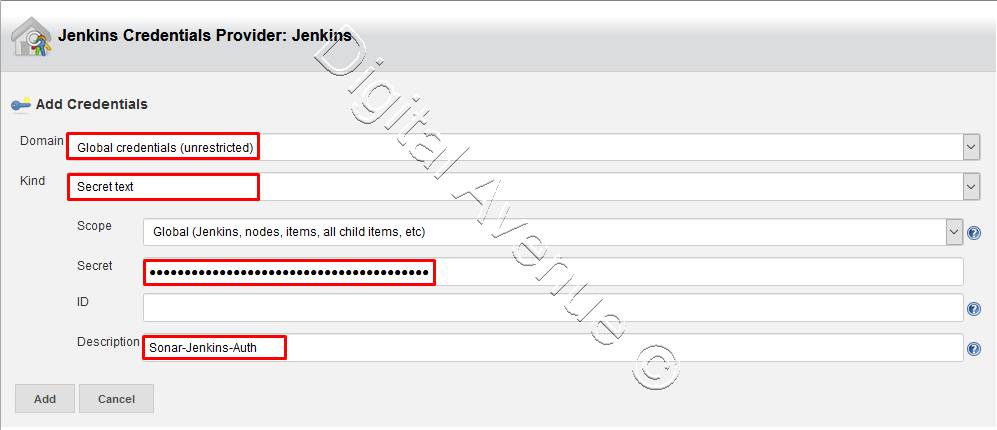 Jenkins Credentials Provider: Jenkins
Add Credentials
Domain Global credentials (unrestricted)
Kind Secret text
Scope Global (Jenkins, nodes, items, all child items, etc)
Secret ••••••••••••••••••••••••••••••••••••••••
ID
Description Sonar-Jenkins-Auth
Add Cancel
Digital Avenue ©